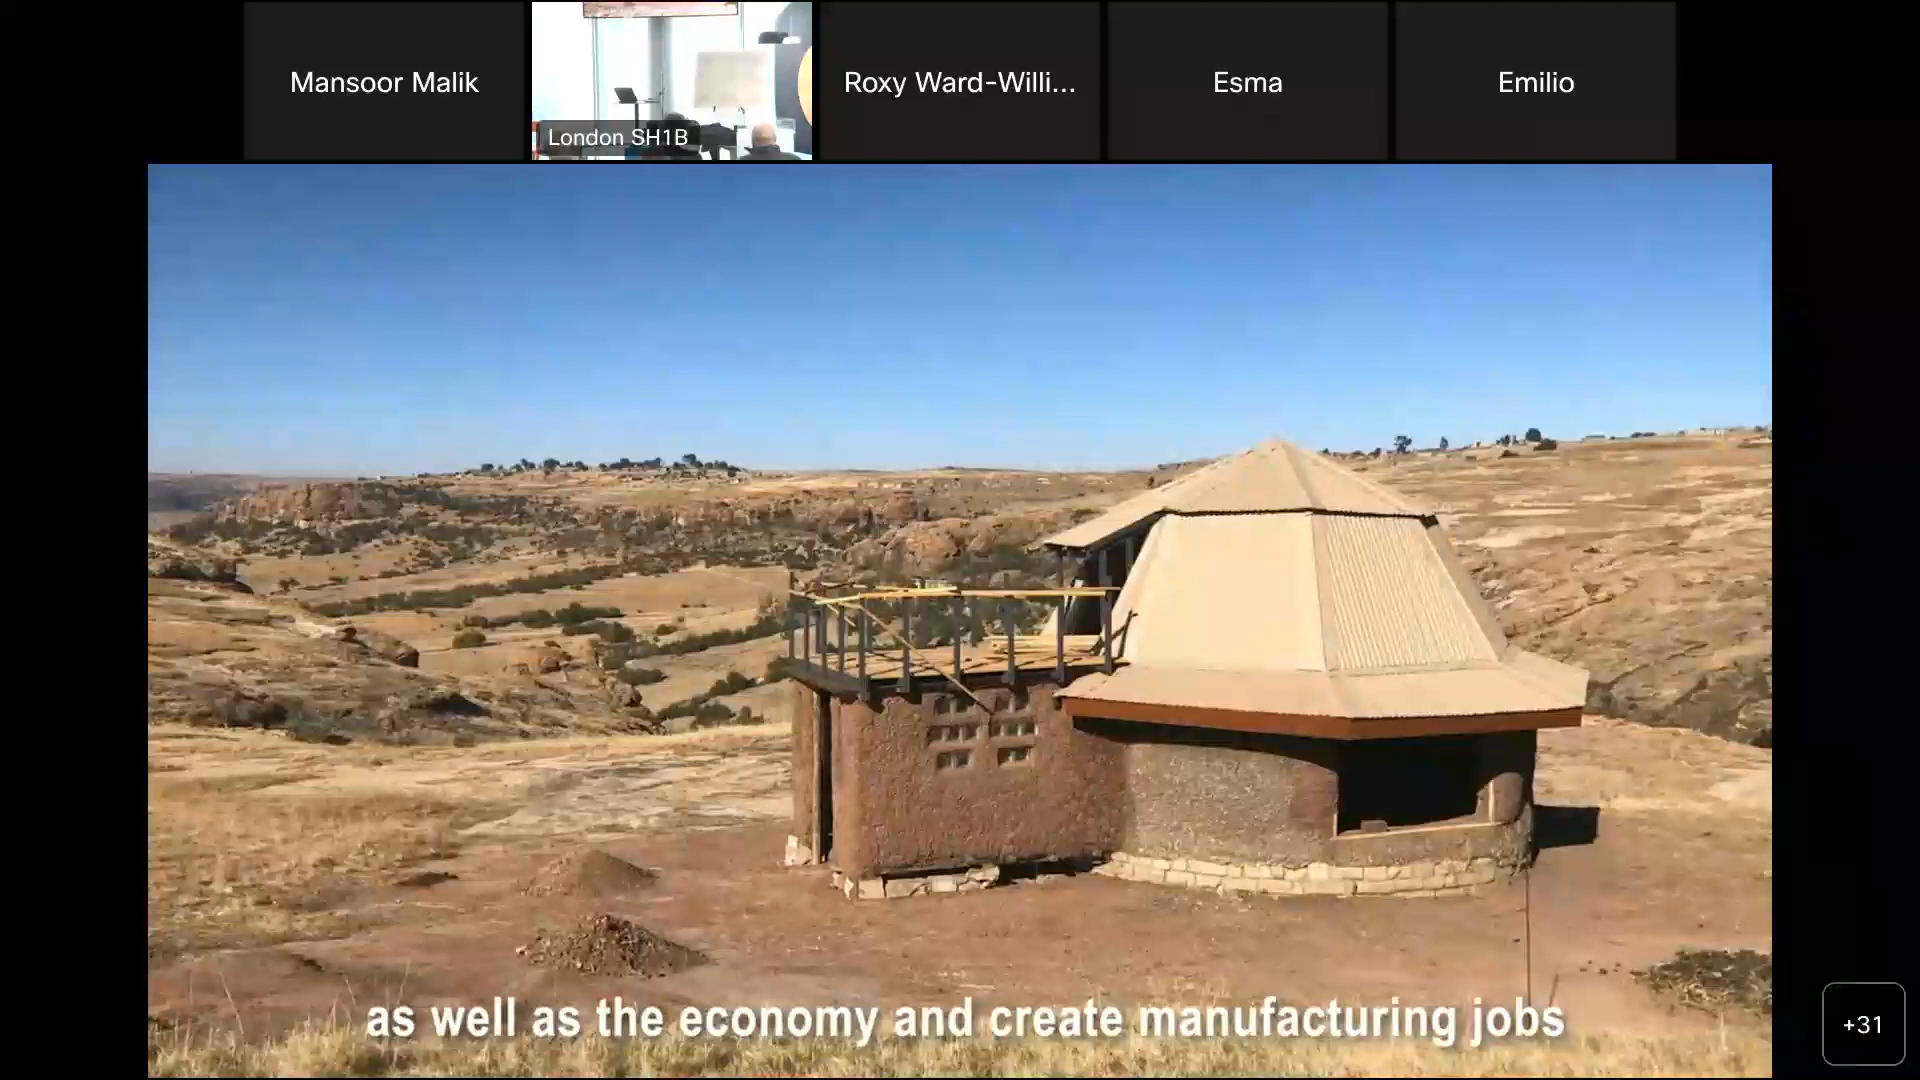 Mansoor Malik
London SH1B
Roxy Ward-Willi...
Esma
Emilio
as well as the economy and create manufacturing jobs
+31